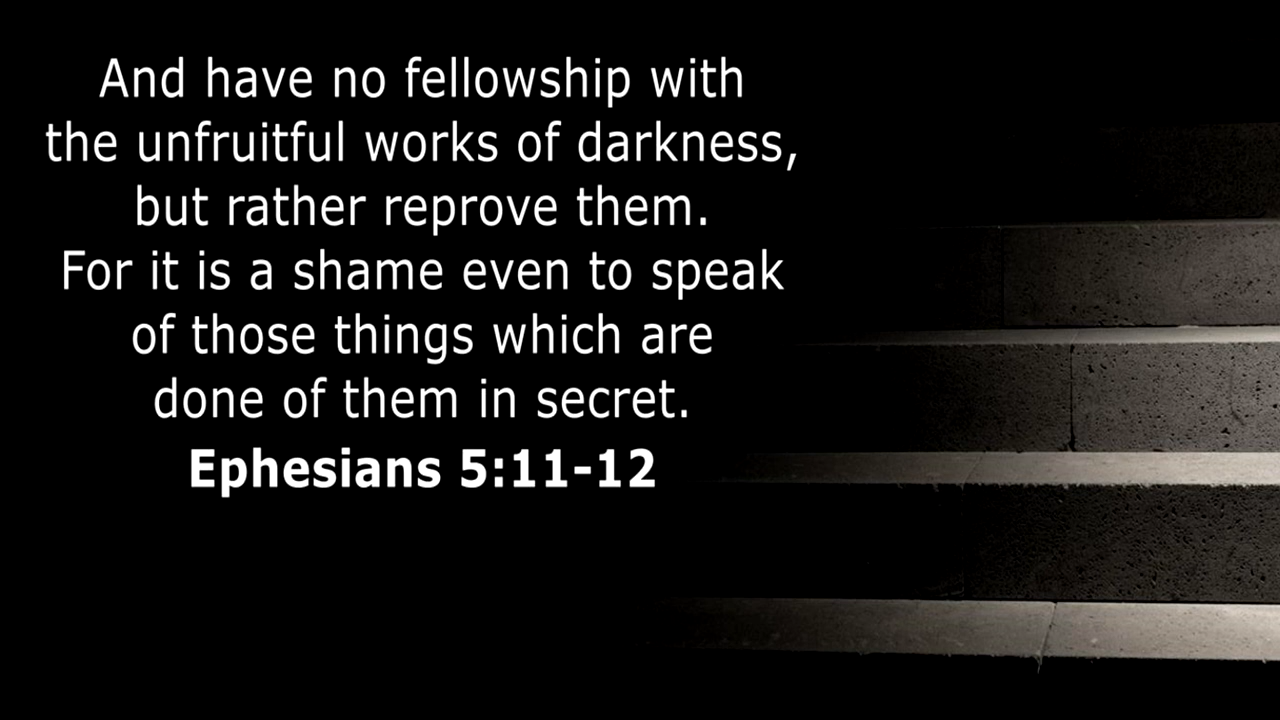 And have no fellowship with
the unfruitful works of darkness,
but rather reprove them.
For it is a shame even to speak
of those things which are
done of them in secret.
Ephesians 5:11-12